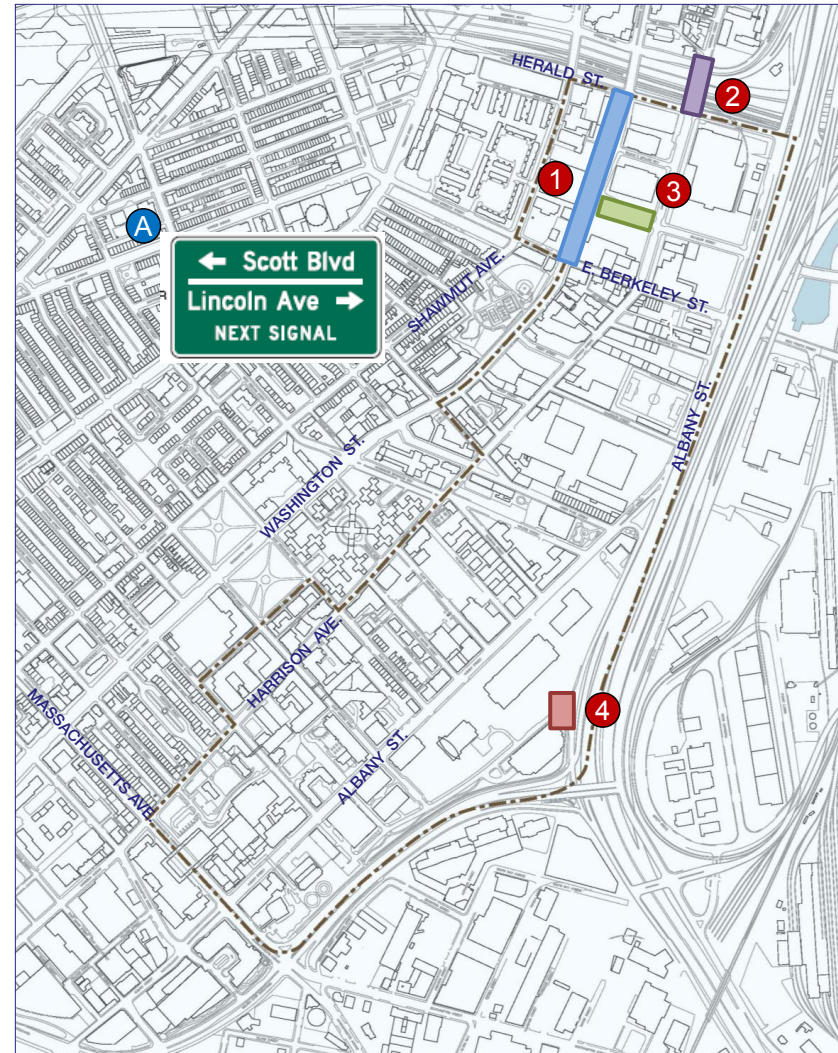 HERALD ST.
2
1
3
A
← Scott Blvd
Lincoln Ave →
NEXT SIGNAL
SHAWMUT AVE.
E. BERKELEY ST.
ALBANY ST.
WASHINGTON ST.
HARRISON AVE.
MASSACHUSETTS AVE.
ALBANY ST.
4